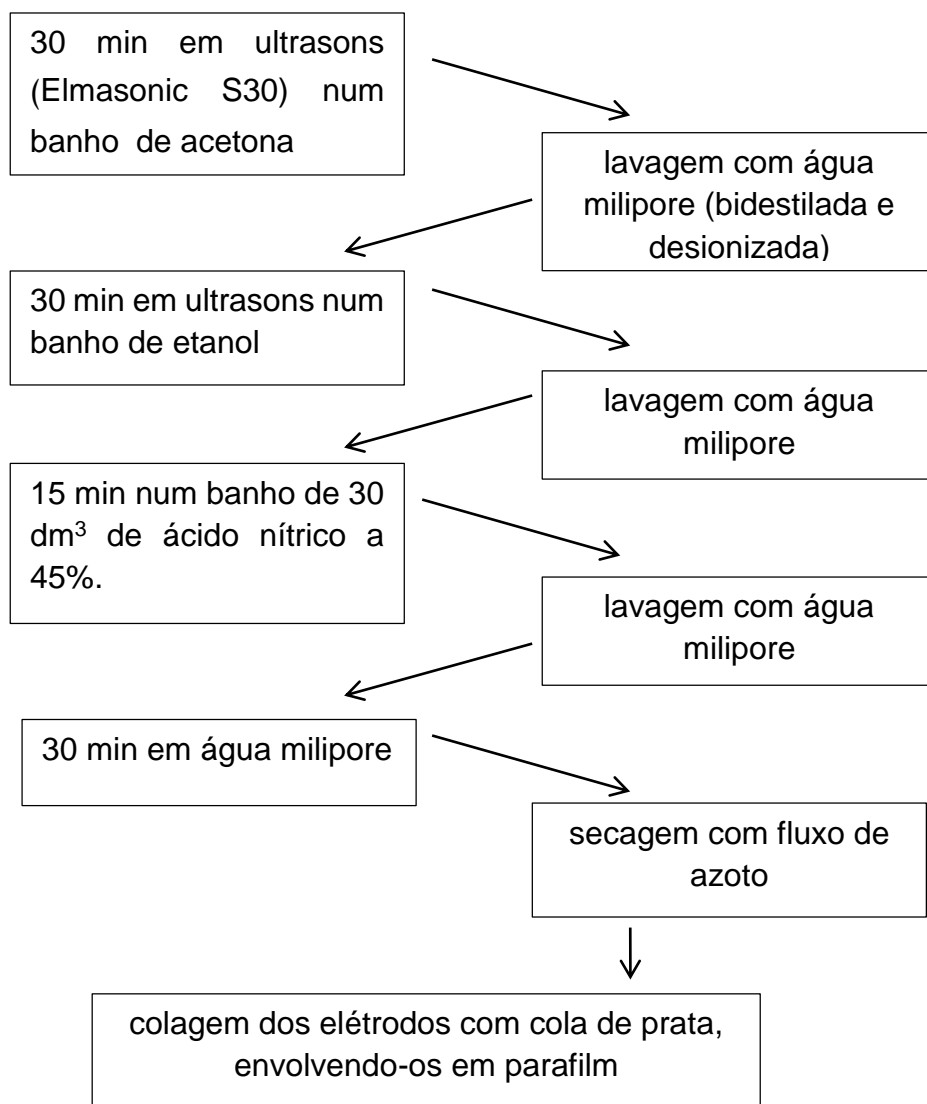 30 min em ultrasons
(Elmasonic S30) num
banho de acetona
lavagem com água
milipore (bidestilada e
desionizada)
30 min em ultrasons num
banho de etanol
lavagem com água
milipore
15 min num banho de 30
dm³ de ácido nítrico a
45%.
lavagem com água
milipore
30 min em água milipore
secagem com fluxo de
azoto
colagem dos elétrodos com cola de prata,
envolvendo-os em parafilm